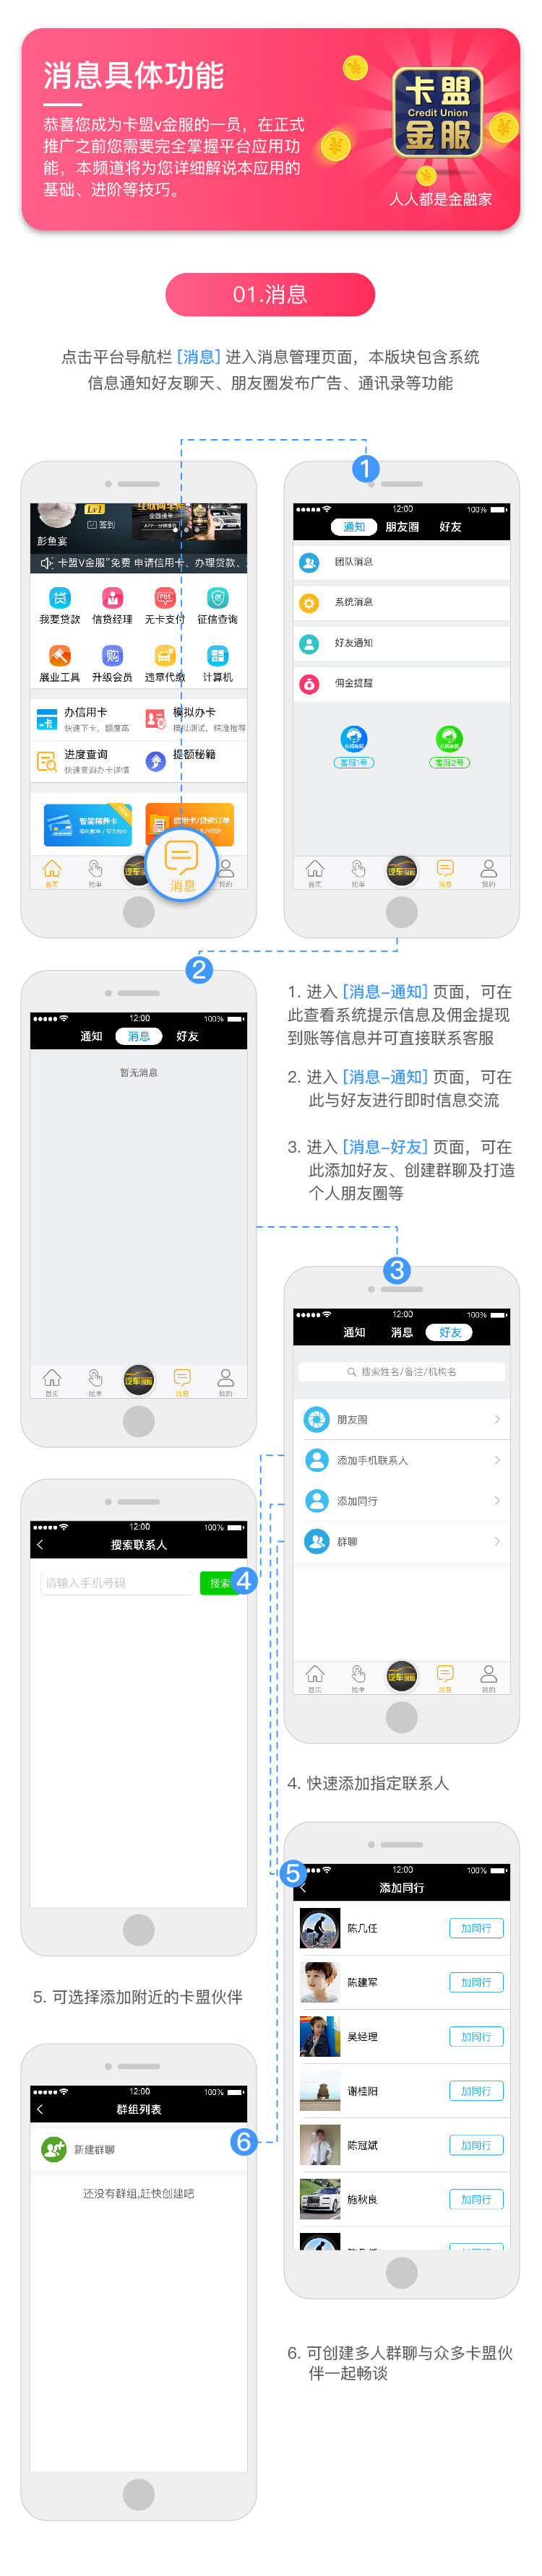 消息具体功能
恭喜您成为卡盟v金服的一员，在正式
推广之前您需要完全掌握平台应用功
能，本频道将为您详细解说本应用的
基础、进阶等技巧。
卡盟
Credit Union
金服
人人都是金融家
01.消息
点击平台导航栏 [消息] 进入消息管理页面，本版块包含系统
信息通知好友聊天、朋友圈发布广告、通讯录等功能
1
Lv1
签到
彭鱼宴
卡盟V金服"免费 申请信用卡、办理贷款、
我要贷款 信贷经理 无卡支付 征信查询
展业工具 升级会员 违章代缴 计算机
办信用卡
快速下卡，额度高
模拟办卡
模拟测试，精准推荐
进度查询
快速查询办卡详情
提额秘籍
智能精养卡
信用卡/贷款订单
首页 抢单 汽车保险 消息 我的
12:00 100%
通知 朋友圈 好友
团队消息
系统消息
好友通知
佣金提醒
在线客服 在线客服
客服1号 客服2号
首页 抢单 汽车保险 消息 我的
2
12:00 100%
通知 消息 好友
暂无消息
首页 抢单 汽车保险 消息 我的
1. 进入 [消息-通知] 页面，可在
此查看系统提示信息及佣金提现
到账等信息并可直接联系客服
2. 进入 [消息-通知] 页面，可在
此与好友进行即时信息交流
3. 进入 [消息-好友] 页面，可在
此添加好友、创建群聊及打造
个人朋友圈等
3
12:00 100%
通知 消息 好友
搜索姓名/备注/机构名
朋友圈
添加手机联系人
添加同行
群聊
首页 抢单 汽车保险 消息 我的
12:00 100%
搜索联系人
请输入手机号码 搜索
4
4. 快速添加指定联系人
5
12:00 100%
添加同行
陈几任 加同行
陈建军 加同行
吴经理 加同行
谢桂阳 加同行
陈冠斌 加同行
施秋良 加同行
5. 可选择添加附近的卡盟伙伴
12:00 100%
群组列表
6
新建群聊
还没有群组,赶快创建吧
6. 可创建多人群聊与众多卡盟伙
伴一起畅谈